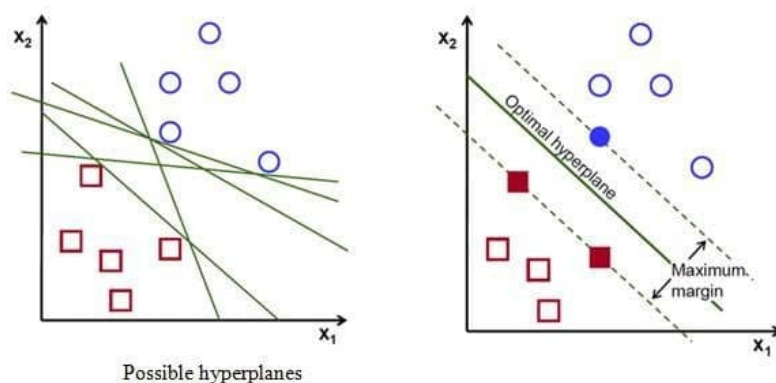 x₂
x₁
Possible hyperplanes
x₂
Optimal hyperplane
Maximum
margin
x₁